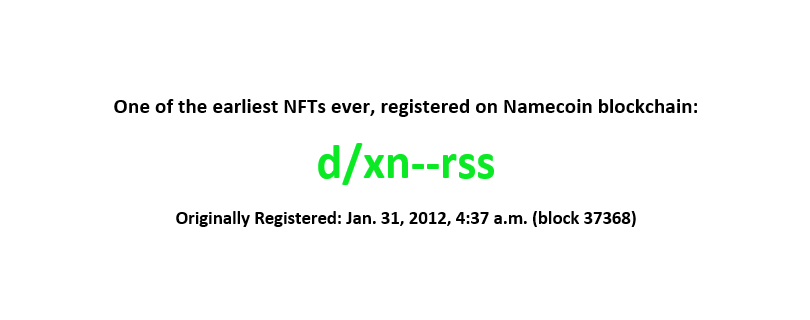 One of the earliest NFTs ever, registered on Namecoin blockchain:
d/xn--rss
Originally Registered: Jan. 31, 2012, 4:37 a.m. (block 37368)